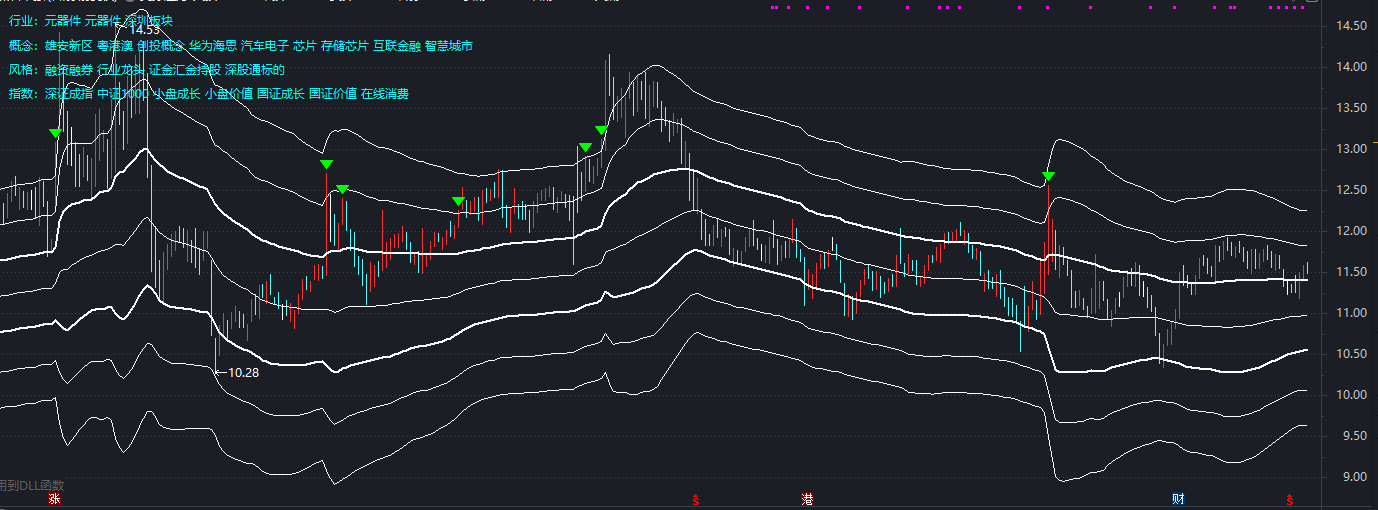 行业: 元器件 元器件 深圳板块
14.53
概念: 雄安新区 粤港澳 创投概念 华为海思 汽车电子 芯片 存储芯片 互联金融 智慧城市
风格: 融资融券 行业龙头 证金汇金持股 深股通标的
指数: 深证成指 中证1000 小盘成长 小盘价值 国证成长 国证价值 在线消费
14.50
14.00
13.50
13.00
12.50
12.00
11.50
11.00
10.50
10.00
9.50
9.00
10.28
用到DLL函数
涨
$
港
财
$